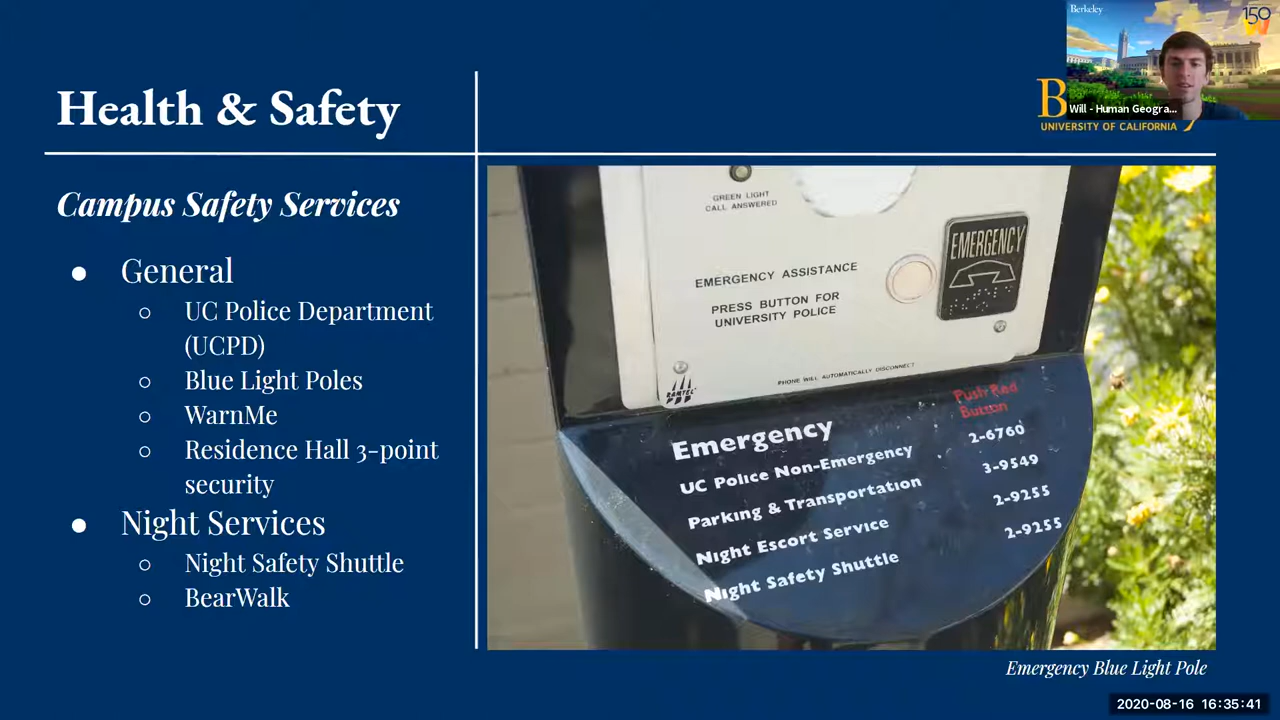 Berkeley
150
W
Will - Human Geogra...
B
UNIVERSITY OF CALIFORNIA
Health & Safety
Campus Safety Services
● General
○ UC Police Department
(UCPD)
○ Blue Light Poles
○ WarnMe
○ Residence Hall 3-point
security
● Night Services
○ Night Safety Shuttle
○ BearWalk
GREEN LIGHT
CALL ANSWERED
EMERGENCY
EMERGENCY ASSISTANCE
PRESS BUTTON FOR
UNIVERSITY POLICE
PHONE WILL AUTOMATICALLY DISCONNECT
RAMTEL
Push Red
Button
Emergency
UC Police Non-Emergency 2-6760
Parking & Transportation 3-9549
Night Escort Service 2-9255
Night Safety Shuttle 2-9255
Emergency Blue Light Pole
2020-08-16 16:35:41